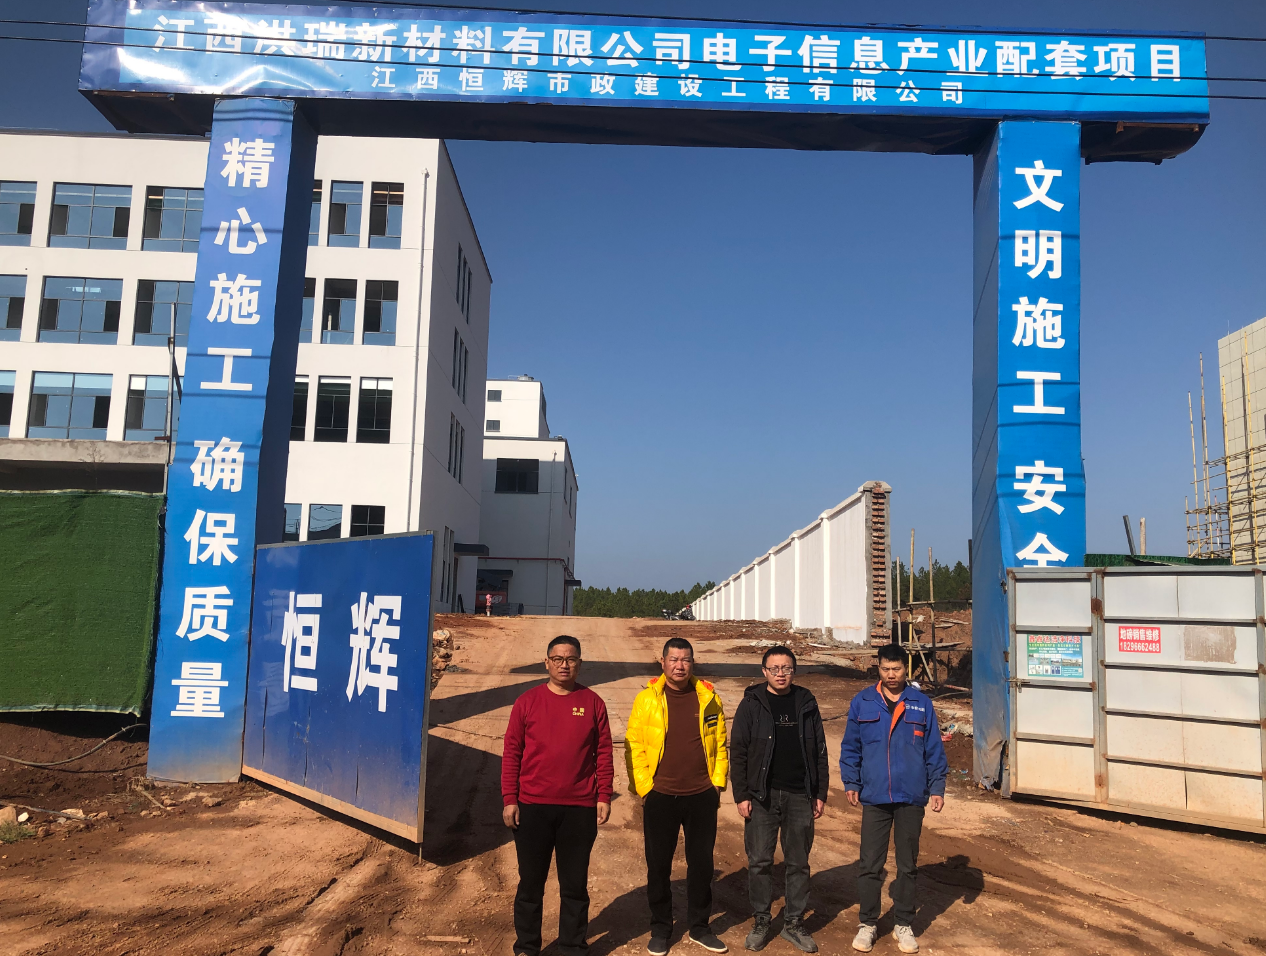 江西洪瑞新材料有限公司电子信息产业配套项目
江西恒辉市政建设工程有限公司
精心施工 确保质量
文明施工 安全
恒辉
中国
CHINA
地磅销售维修
18296662488